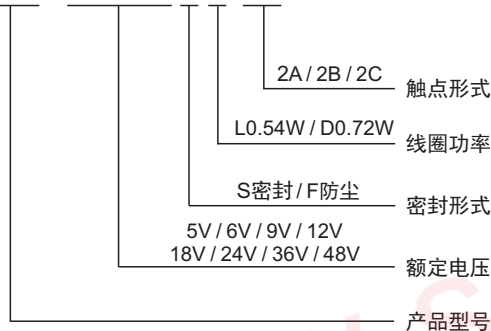 2A / 2B / 2C
触点形式
L0.54W / D0.72W
线圈功率
S密封 / F防尘
密封形式
5V / 6V / 9V / 12V
18V / 24V / 36V / 48V
额定电压
产品型号